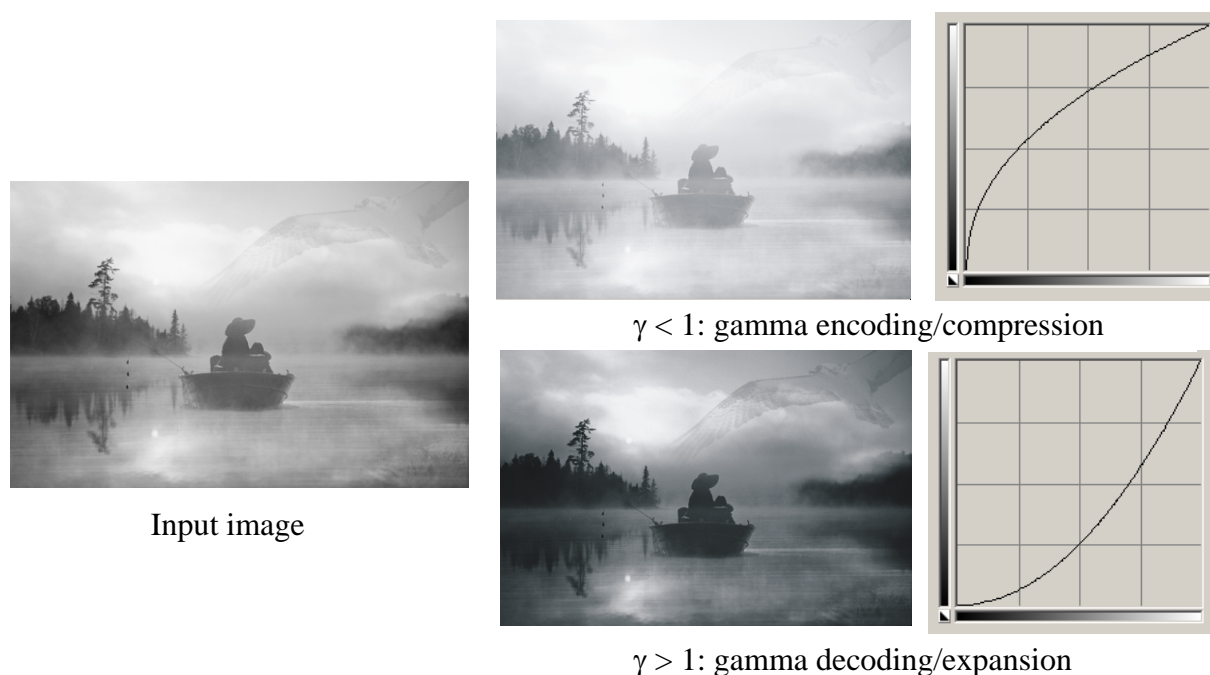 γ < 1: gamma encoding/compression
Input image
γ > 1: gamma decoding/expansion